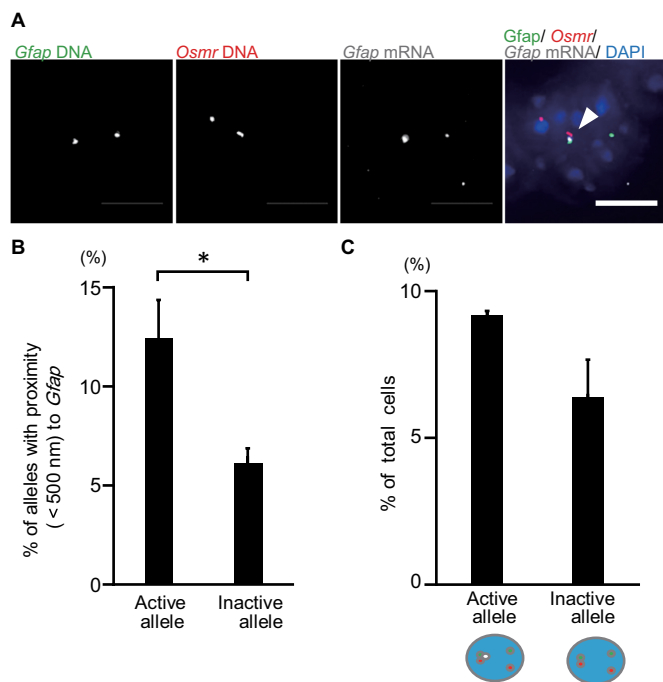 A
Gfap DNA
Osmr DNA
Gfap mRNA
Gfap/ Osmr/
Gfap mRNA/ DAPI
B
(%)
*
15
10
5
0
% of alleles with proximity
( < 500 nm) to Gfap
Active
allele
Inactive
allele
C
(%)
10
5
0
% of total cells
Active
allele
Inactive
allele